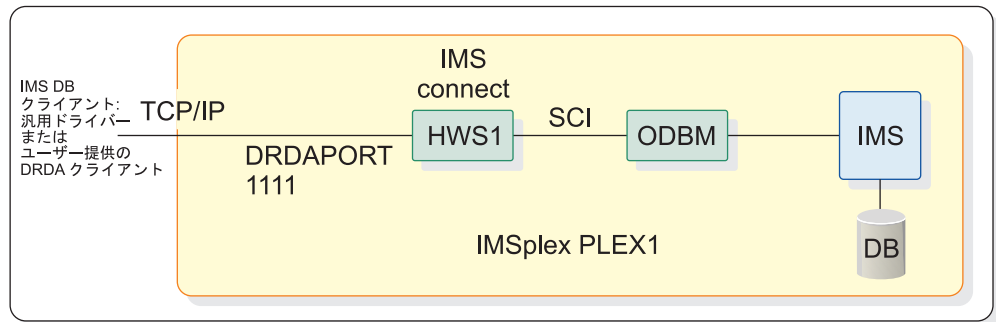 IMS DB
クライアント:
汎用ドライバー
または
ユーザー提供の
DRDA クライアント
TCP/IP
DRDAPORT
1111
IMS
connect
HWS1
SCI
ODBM
IMS
DB
IMSplex PLEX1